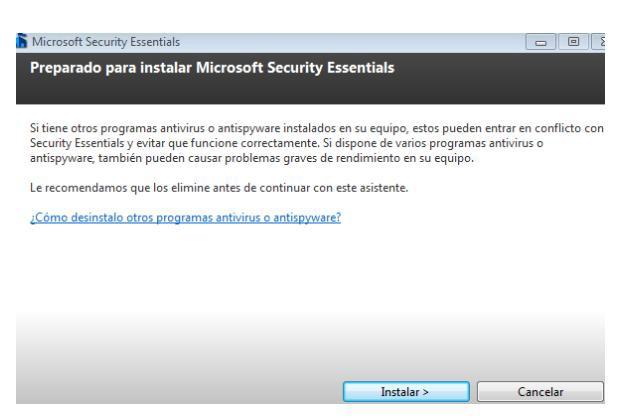 Microsoft Security Essentials
Preparado para instalar Microsoft Security Essentials
Si tiene otros programas antivirus o antispyware instalados en su equipo, estos pueden entrar en conflicto con
Security Essentials y evitar que funcione correctamente. Si dispone de varios programas antivirus o
antispyware, también pueden causar problemas graves de rendimiento en su equipo.
Le recomendamos que los elimine antes de continuar con este asistente.
¿Cómo desinstalo otros programas antivirus o antispyware?
Instalar >
Cancelar